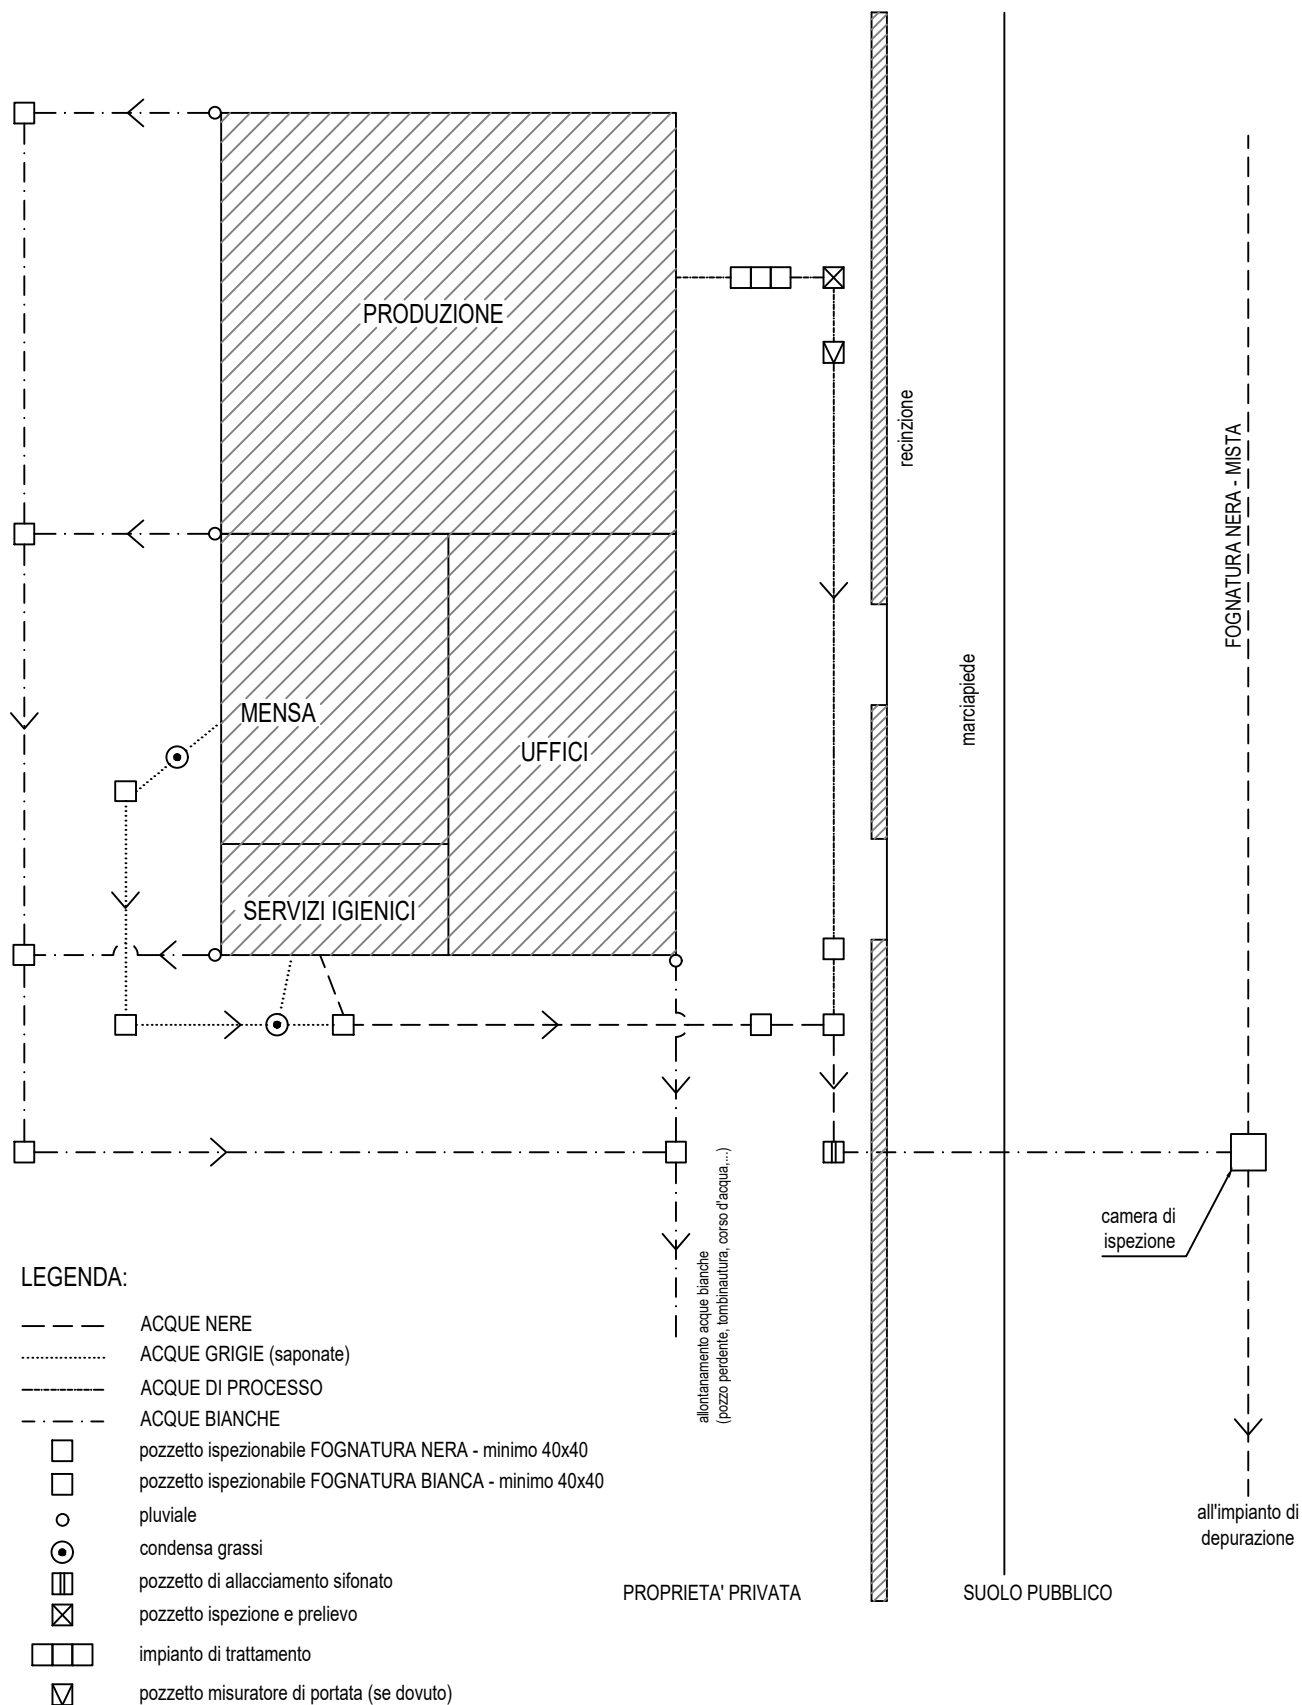 PRODUZIONE
recinzione
FOGNATURA NERA - MISTA
marciapiede
MENSA
UFFICI
SERVIZI IGIENICI
allontanamento acque bianche
(pozzo perdente, tombinautura, corso d'acqua,...)
camera di
ispezione
LEGENDA:
ACQUE NERE
ACQUE GRIGIE (saponate)
ACQUE DI PROCESSO
ACQUE BIANCHE
pozzetto ispezionabile FOGNATURA NERA - minimo 40x40
pozzetto ispezionabile FOGNATURA BIANCA - minimo 40x40
pluviale
condensa grassi
pozzetto di allacciamento sifonato
pozzetto ispezione e prelievo
impianto di trattamento
pozzetto misuratore di portata (se dovuto)
all'impianto di
depurazione
PROPRIETA' PRIVATA
SUOLO PUBBLICO